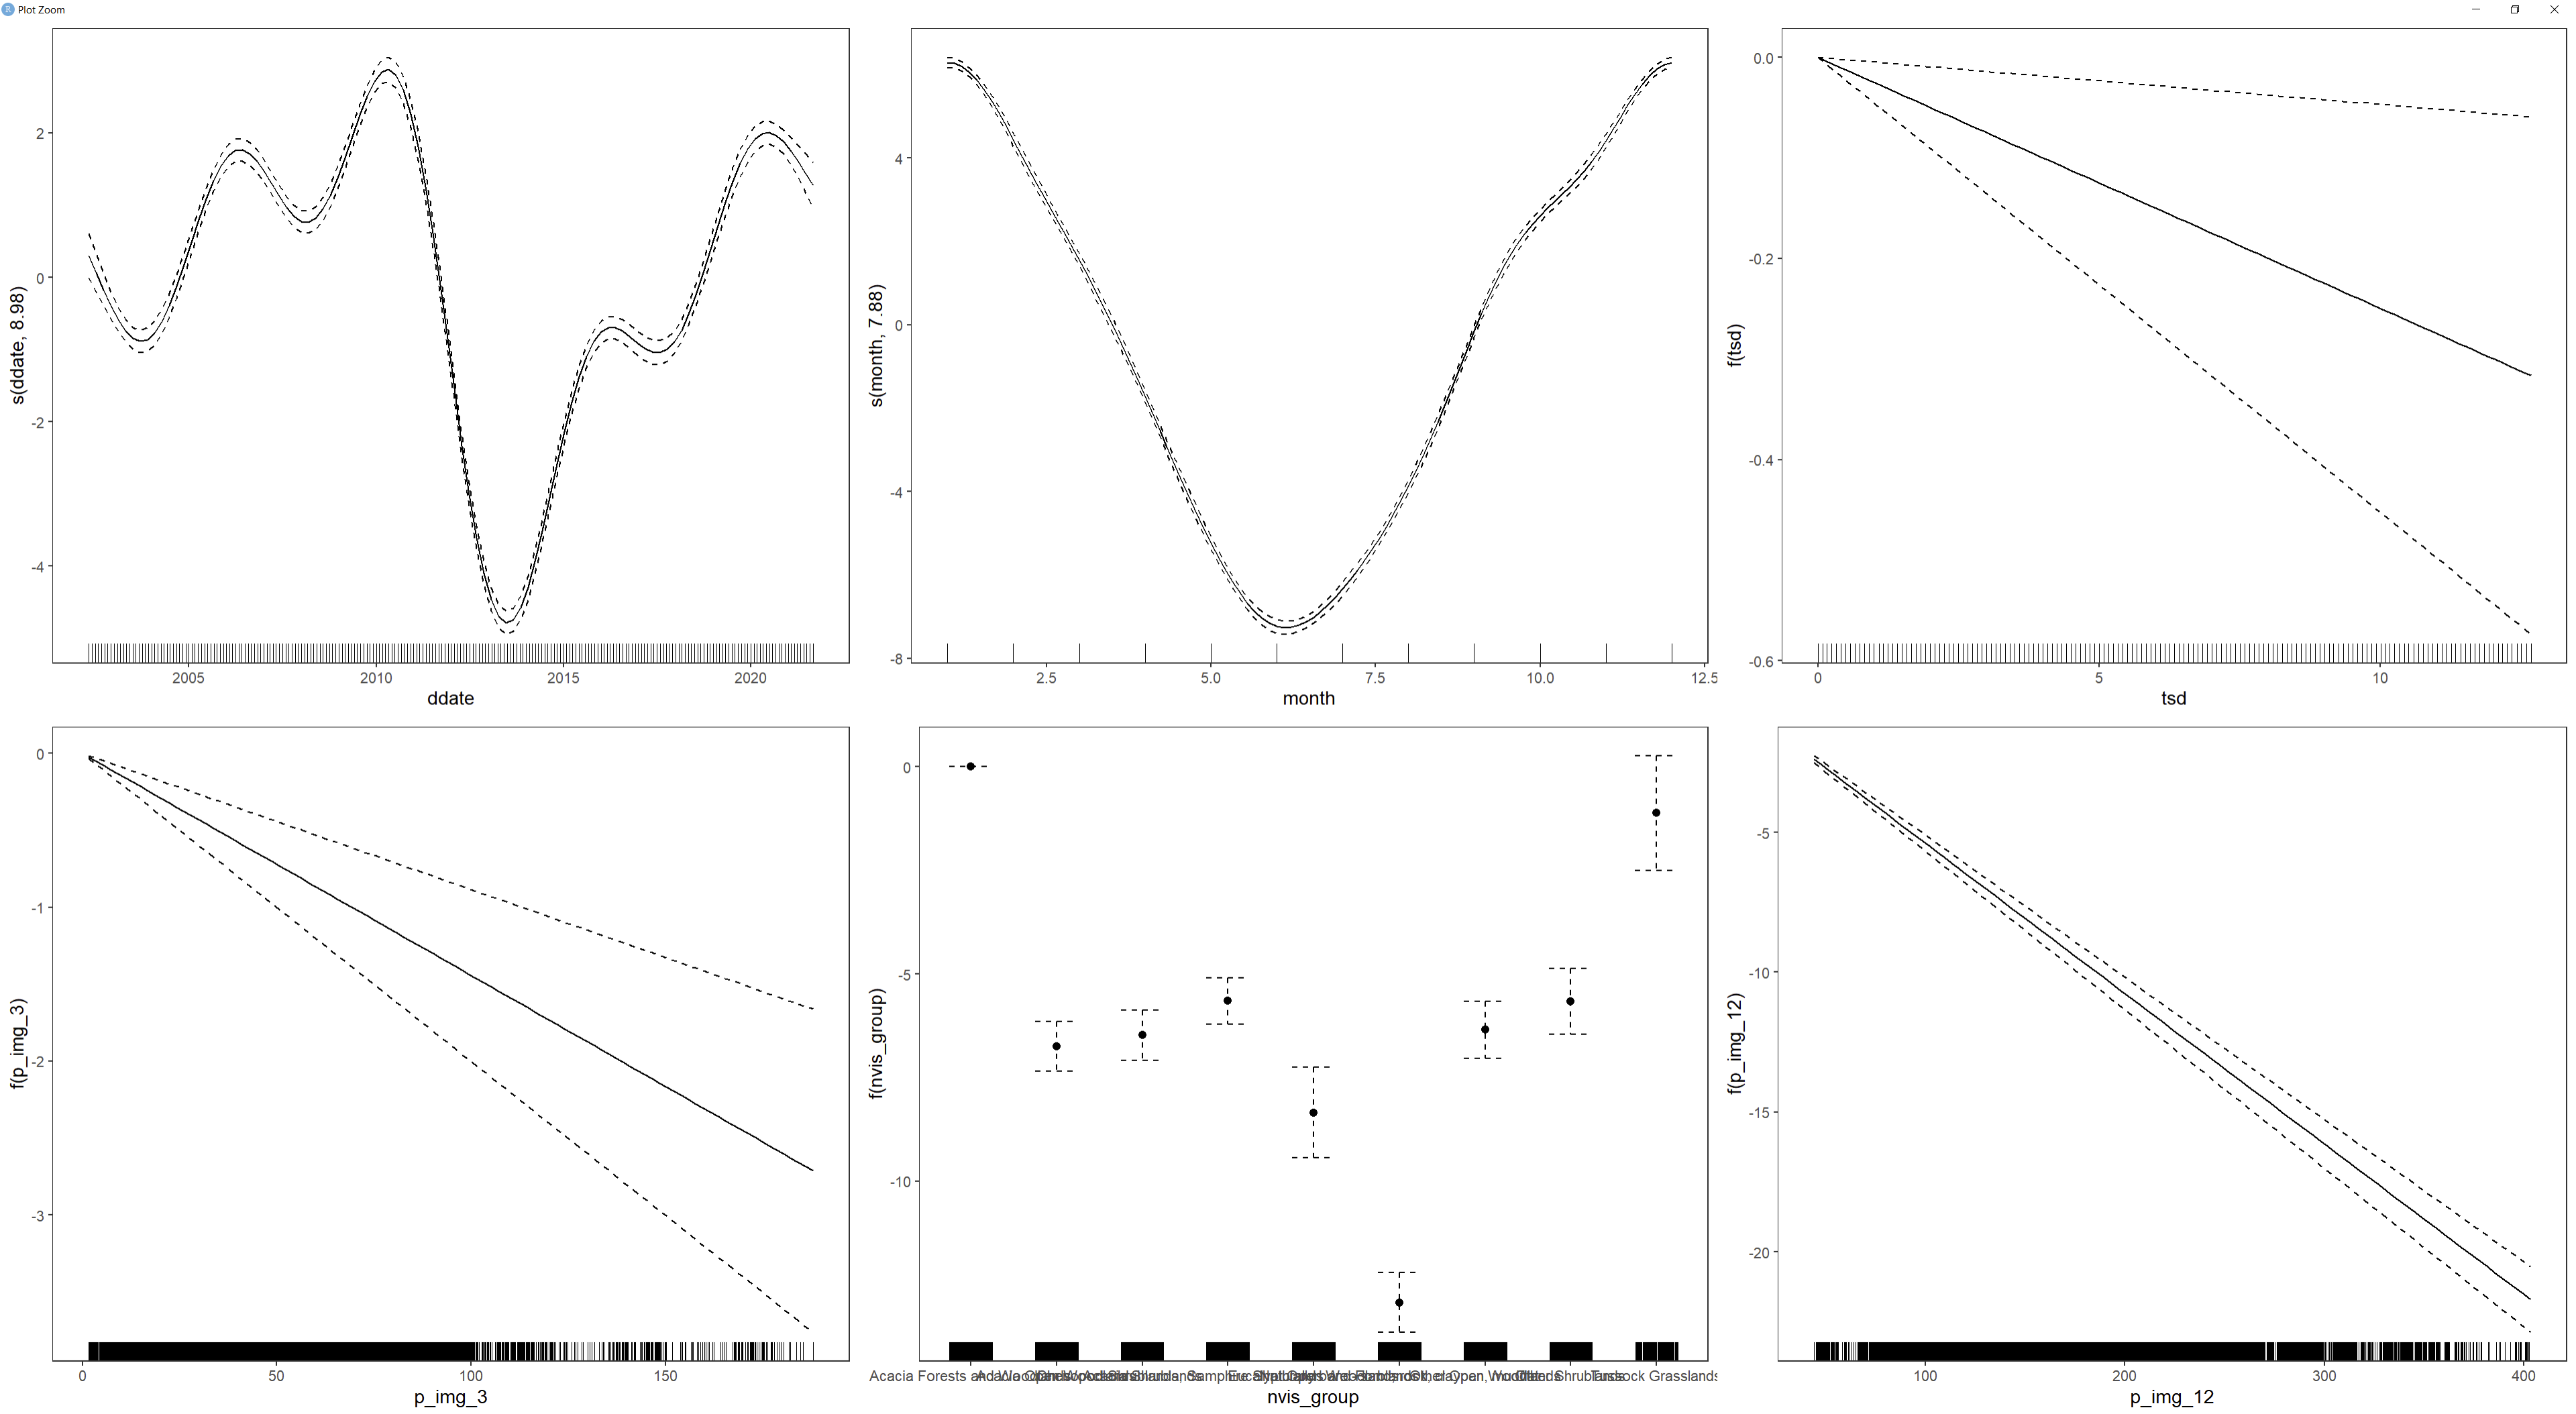 Plot Zoom
s(ddate, 8.98)
2
0
-2
-4
2005 2010 2015 2020
ddate
s(month, 7.88)
4
0
-4
-8
2.5 5.0 7.5 10.0 12.5
month
f(tsd)
0.0
-0.2
-0.4
-0.6
0 5 10
tsd
f(p_img_3)
0
-1
-2
-3
0 50 100 150
p_img_3
f(nvis_group)
0
-5
-10
Acacia Forests and Tussock Grasslands
nvis_group
f(p_img_12)
-5
-10
-15
-20
100 200 300 400
p_img_12